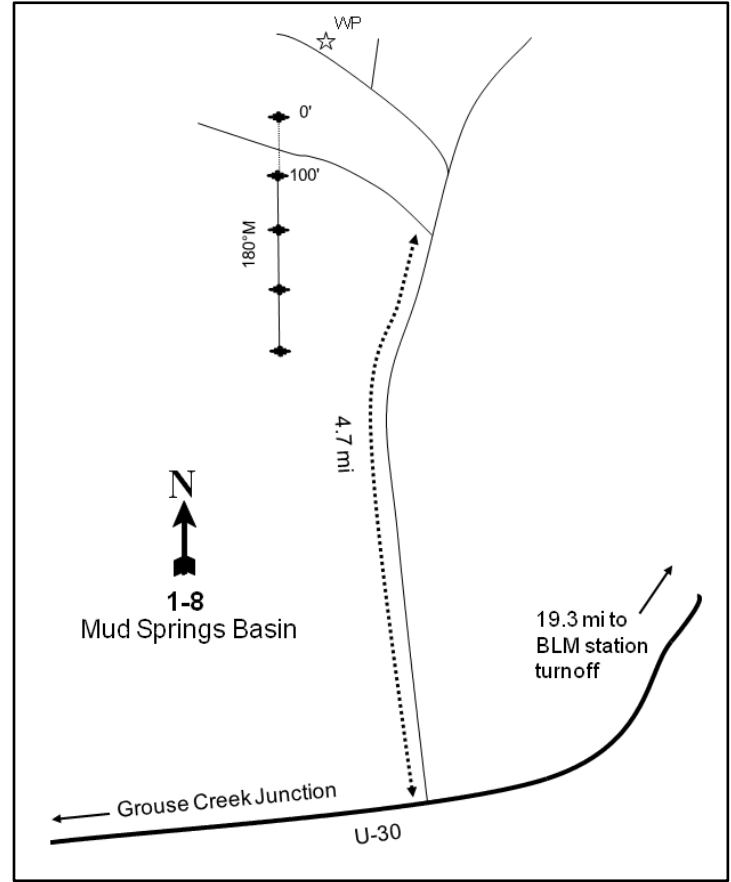 WP
0'
100'
180°M
4.7 mi
N
1-8
Mud Springs Basin
19.3 mi to
BLM station
turnoff
Grouse Creek Junction
U-30